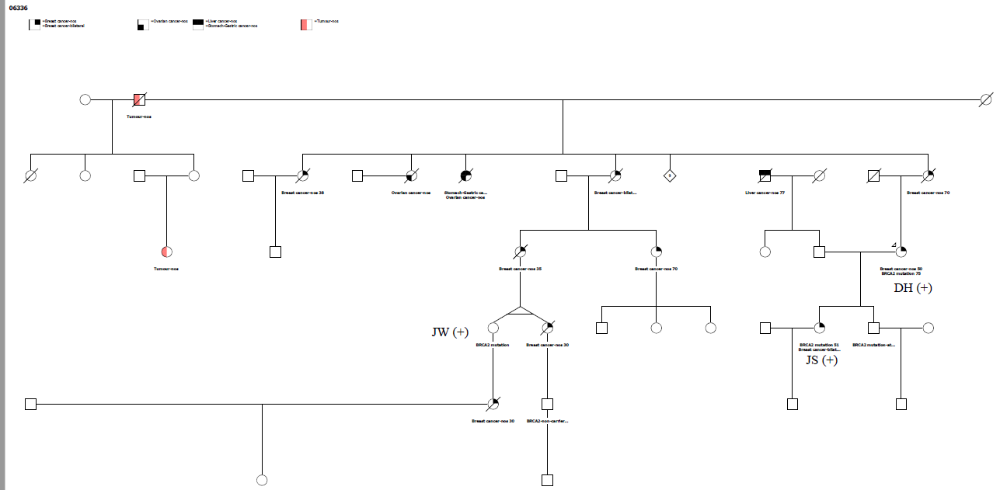 06336
=Breast cancer-nos
=Breast cancer-bilateral
=Ovarian cancer-nos
=Liver cancer-nos
=Stomach-Gastric cancer-nos
=Tumour-nos
Tumour-nos
Breast cancer-nos 38
Ovarian cancer-nos
Stomach-Gastric ca...
Ovarian cancer-nos
Breast cancer-bilat...
9
Liver cancer-nos 77
Breast cancer-nos 70
Tumour-nos
Breast cancer-nos 35
Breast cancer-nos 70
Breast cancer-nos 50
BRCA2 mutation 75
DH (+)
JW (+)
BRCA2 mutation
Breast cancer-nos 30
BRCA2 mutation 51
Breast cancer-bilat...
JS (+)
BRCA2 mutation-at...
Breast cancer-nos 30
BRCA2-non-carrier...